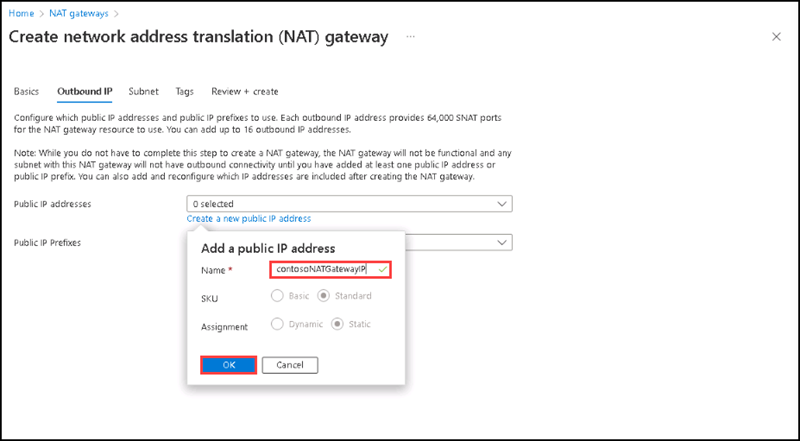 Home > NAT gateways >
Create network address translation (NAT) gateway ...
Basics Outbound IP Subnet Tags Review + create
Configure which public IP addresses and public IP prefixes to use. Each outbound IP address provides 64,000 SNAT ports
for the NAT gateway resource to use. You can add up to 16 outbound IP addresses.
Note: While you do not have to complete this step to create a NAT gateway, the NAT gateway will not be functional and any
subnet with this NAT gateway will not have outbound connectivity until you have added at least one public IP address or
public IP prefix. You can also add and reconfigure which IP addresses are included after creating the NAT gateway.
Public IP addresses 0 selected
Create a new public IP address
Public IP Prefixes
Add a public IP address
Name * contosoNATGatewayIP
SKU Basic Standard
Assignment Dynamic Static
OK Cancel